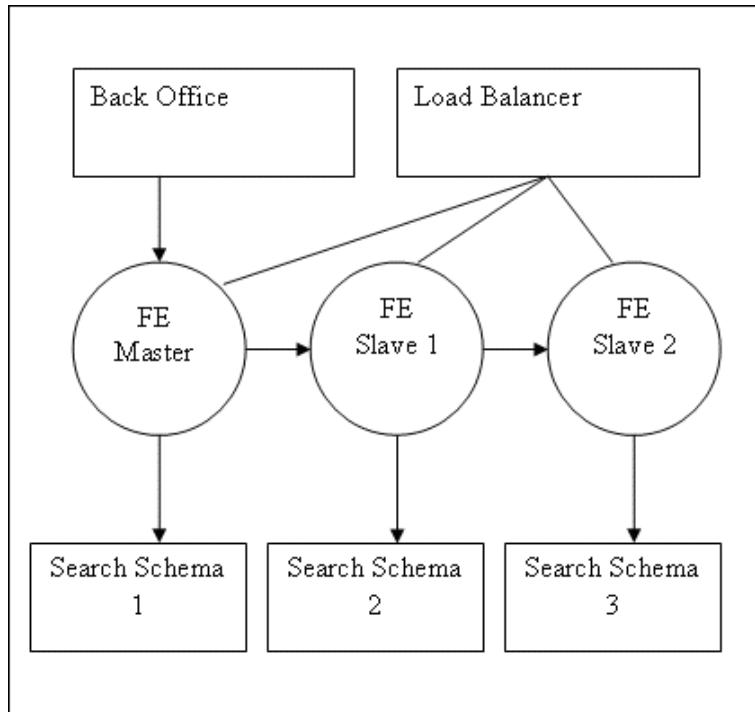 Back Office
Load Balancer
FE
Master
FE
Slave 1
FE
Slave 2
Search Schema
1
Search Schema
2
Search Schema
3